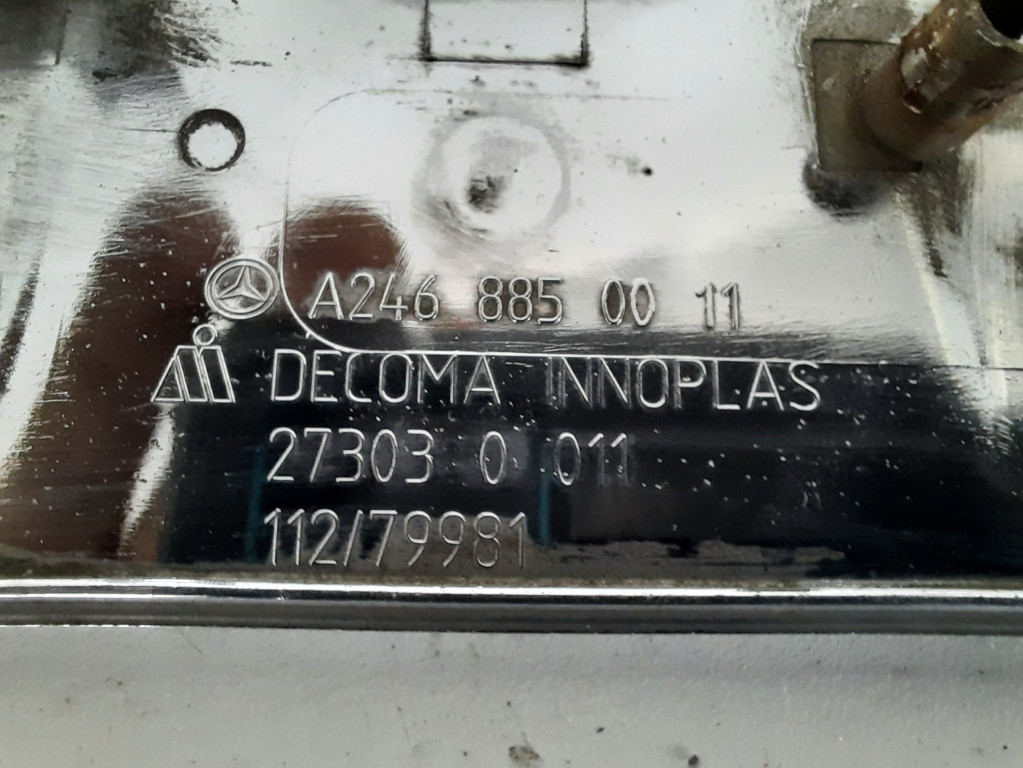 A246 885 00 11
DECOMA INNOPLAS
27303 0 011
112/79981